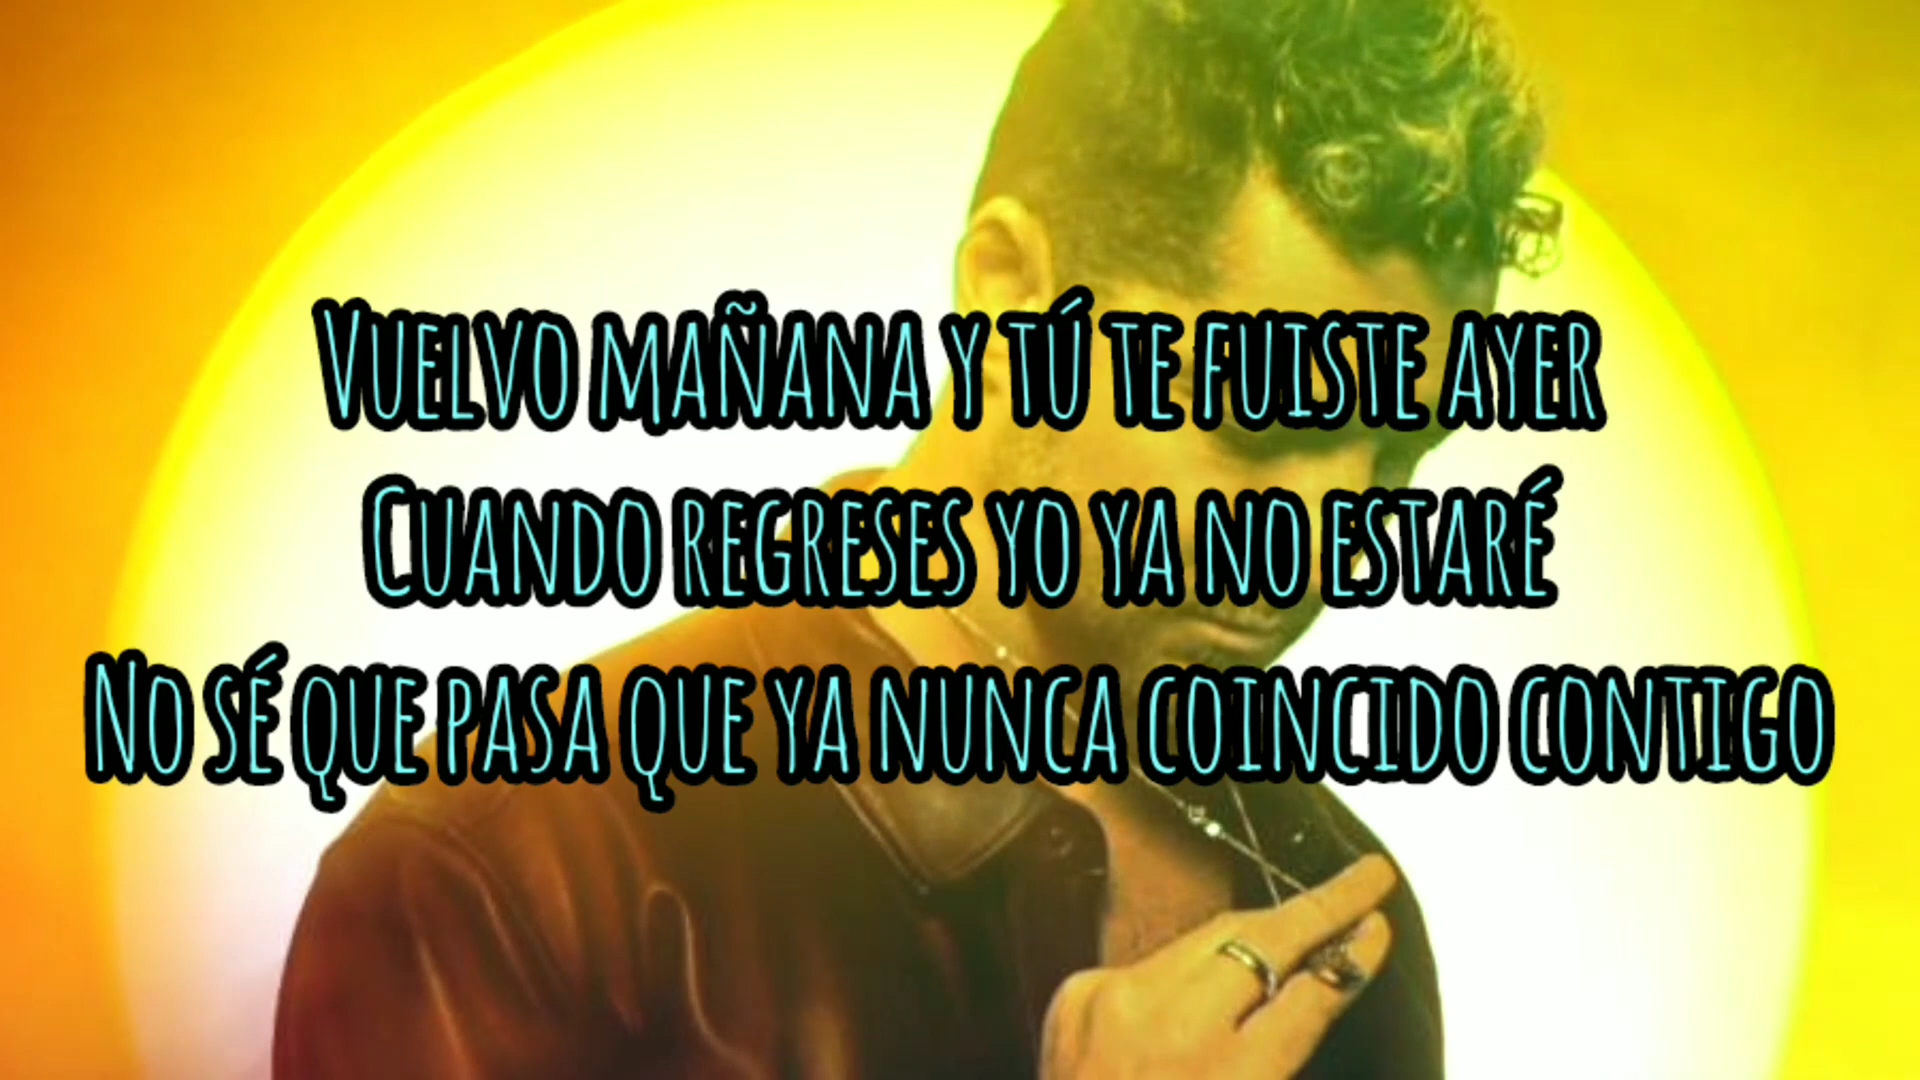 Vuelvo mañana y tú te fuiste ayer
Cuando regreses yo ya no estaré
No sé que pasa que ya nunca coincido contigo